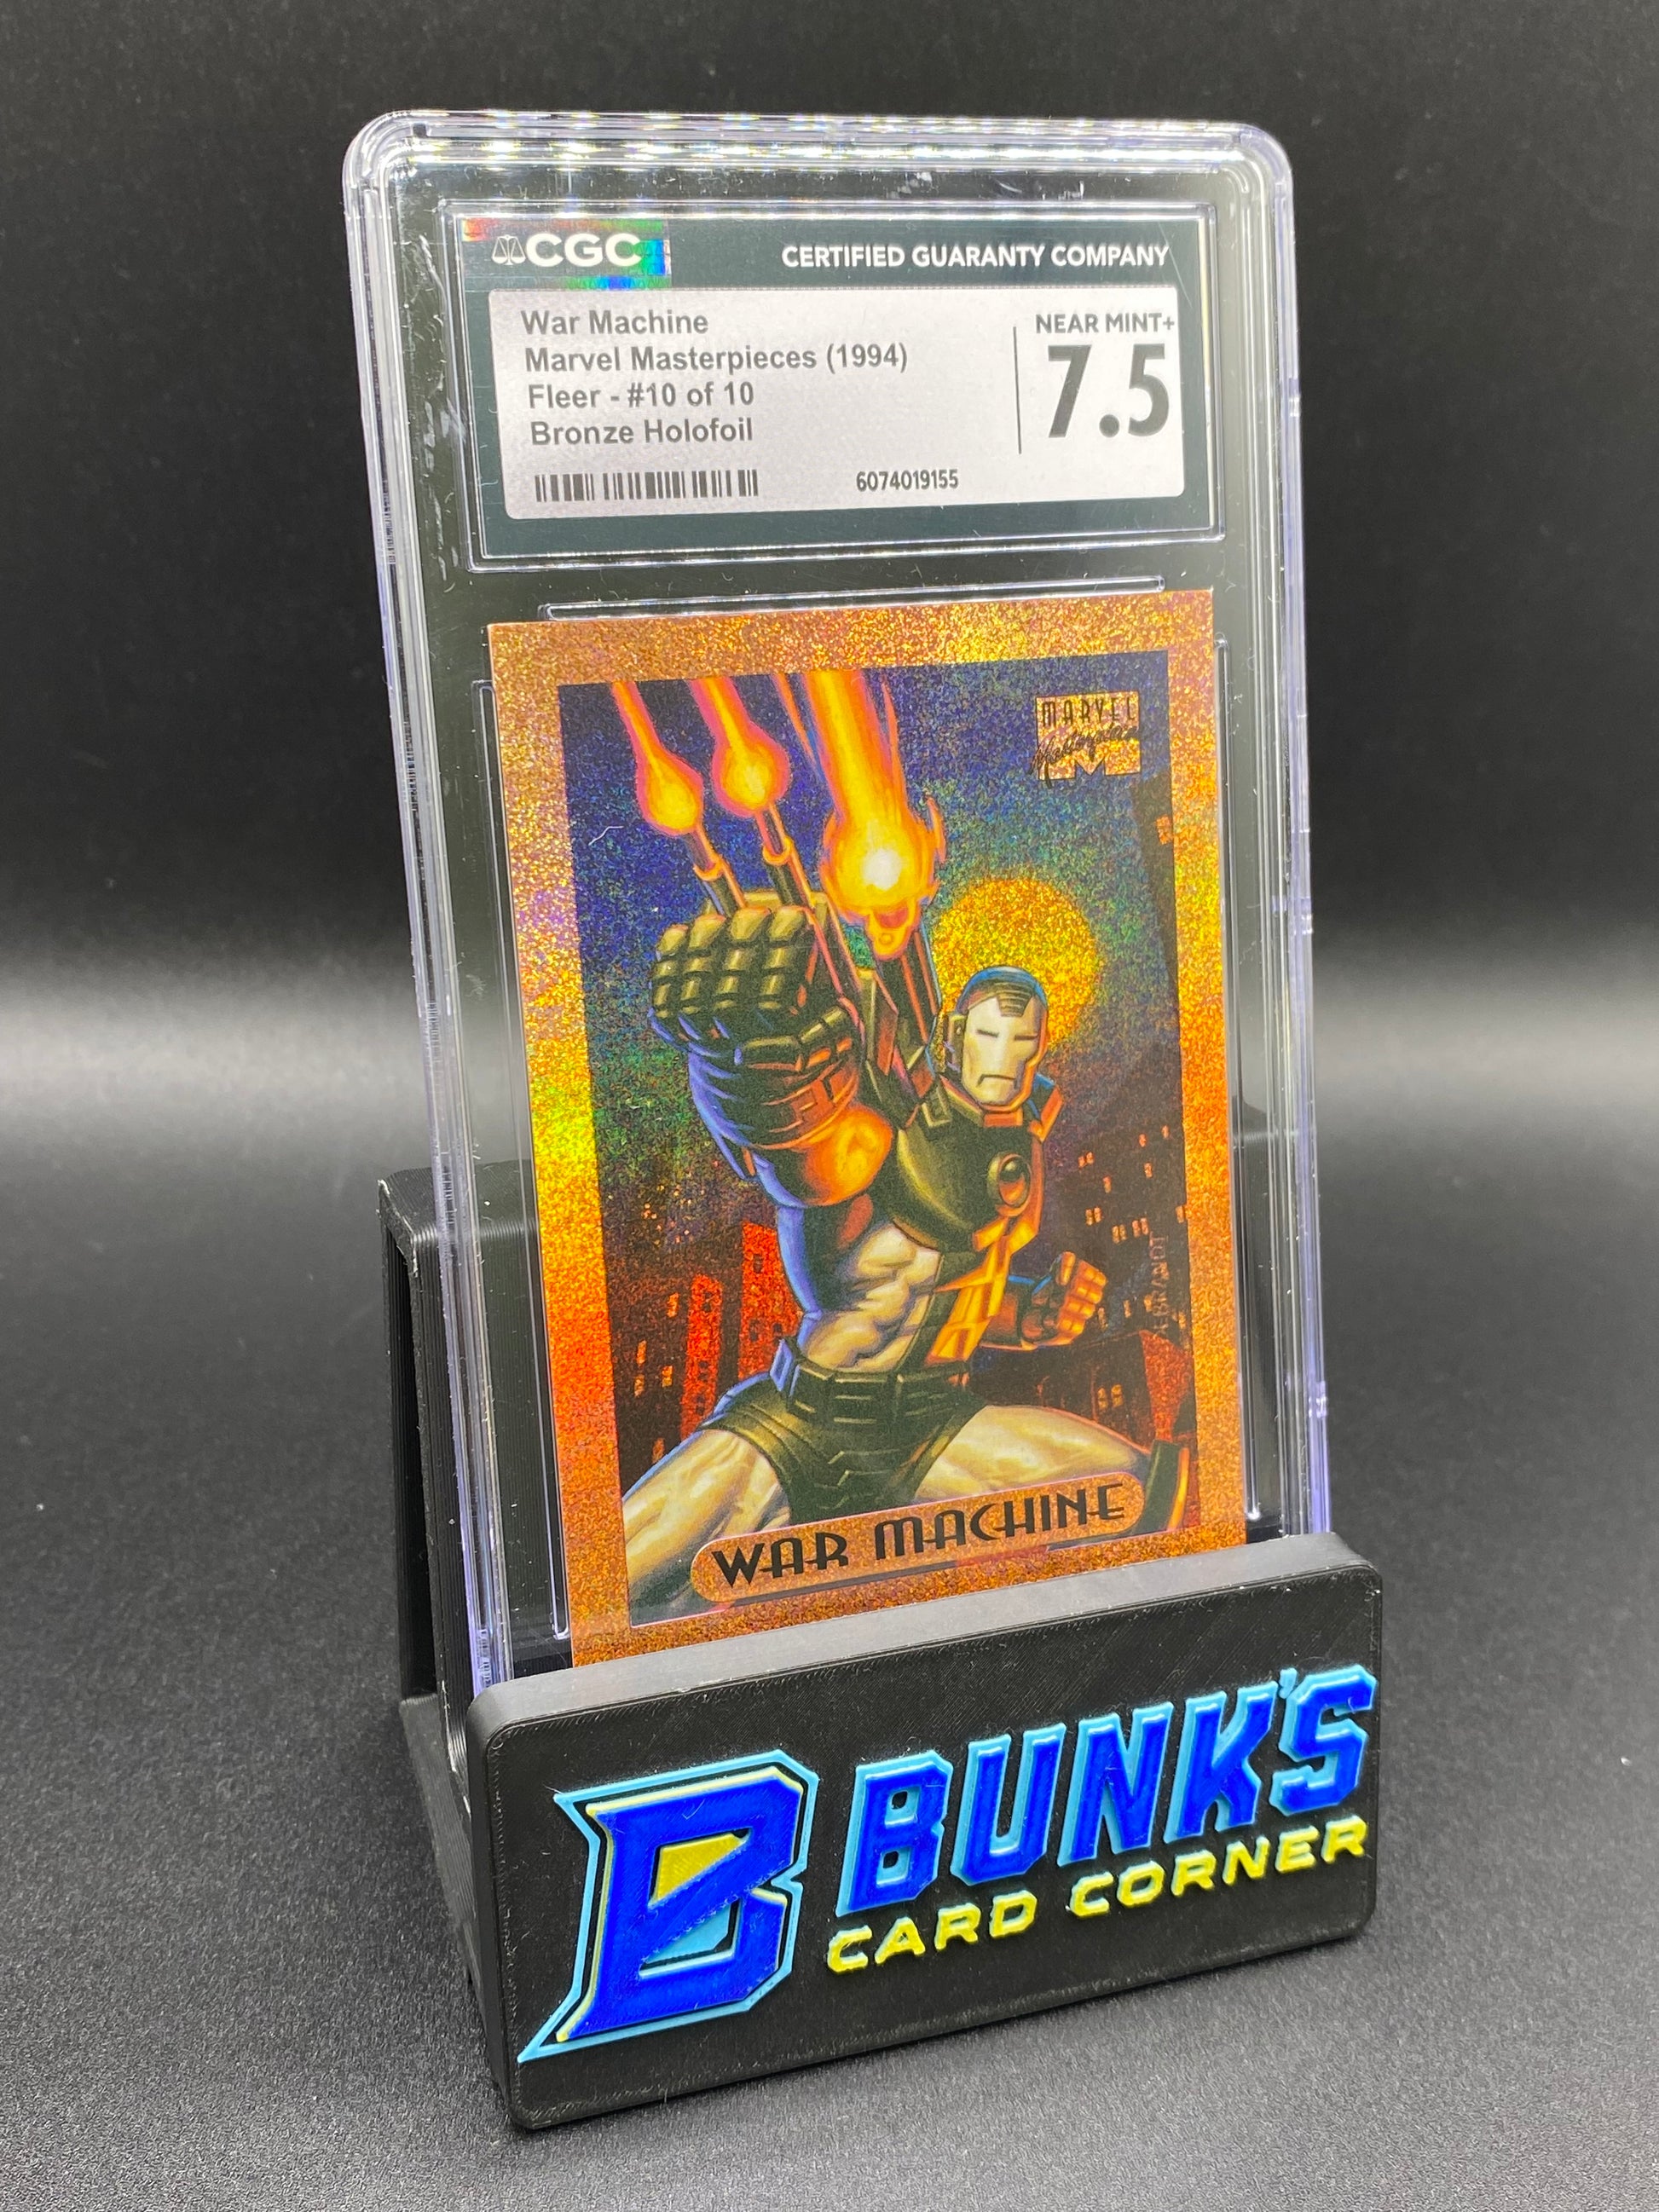 CGC
CERTIFIED GUARANTY COMPANY
War Machine
Marvel Masterpieces (1994)
Fleer - #10 of 10
Bronze Holofoil
NEAR MINT+
7.5
6074019155
MARVEL
Masterpieces
WAR MACHINE
B
BUNK'S
CARD CORNER